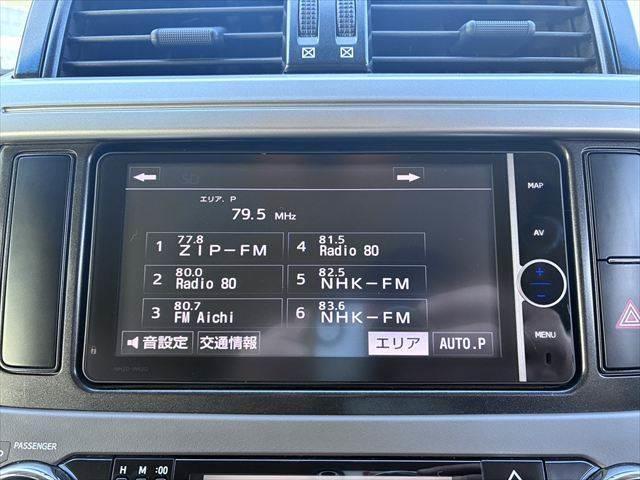 MAP
エリア. P
79.5 MHz
AV
1 77.8 ZIP-FM
4 81.5 Radio 80
2 80.0 Radio 80
5 82.5 NHK-FM
3 80.7 FM Aichi
6 83.6 NHK-FM
音設定 交通情報 エリア AUTO.P
MENU
PASSENGER
H M :00